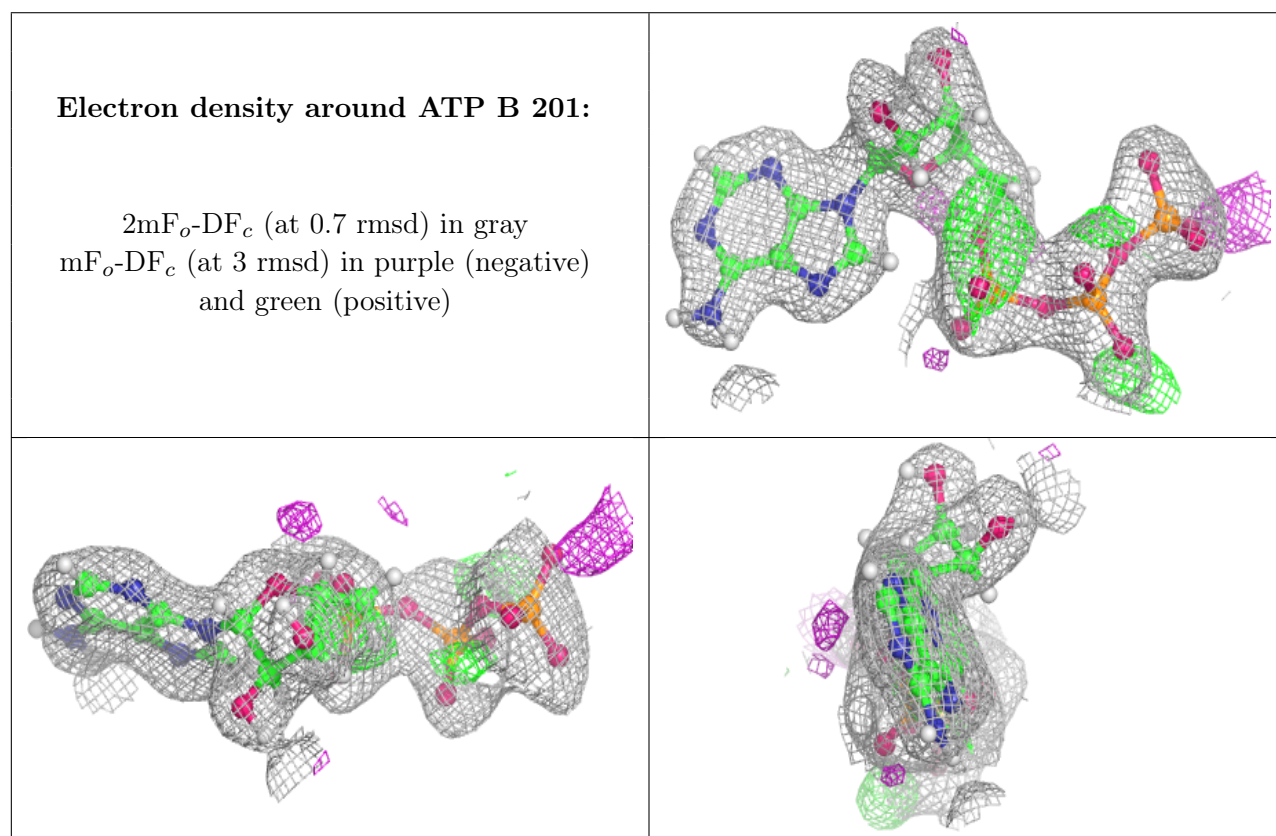 Electron density around ATP B 201:
2mFo-DFc (at 0.7 rmsd) in gray
mFo-DFc (at 3 rmsd) in purple (negative)
and green (positive)